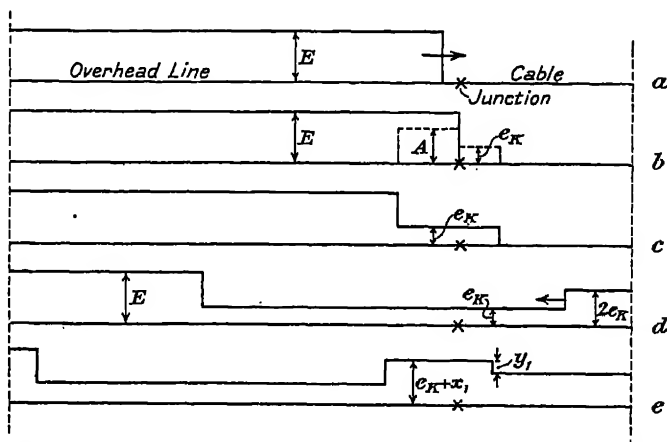 E
Overhead Line Cable
Junction
a
E
A
e_K
b
e_K
c
E
e_K
2e_K
d
e_K+x_1
y_1
e